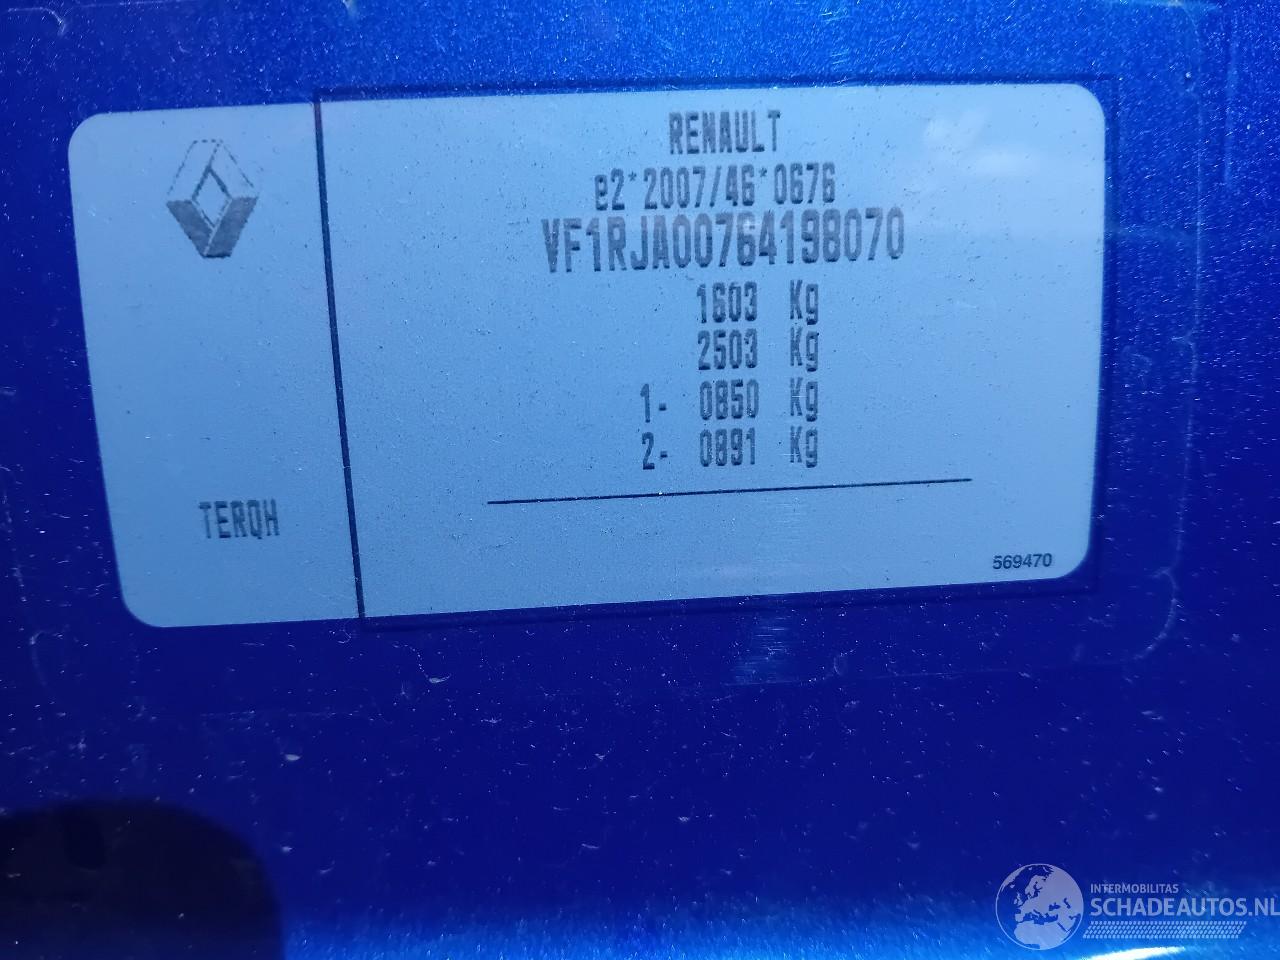 RENAULT
e2*2007/46*0676
VF1RJA00764198070
1603 Kg
2503 Kg
1- 0850 Kg
2- 0891 Kg
TERQH
569470
INTERMOBILITAS
SCHADEAUTOS.NL